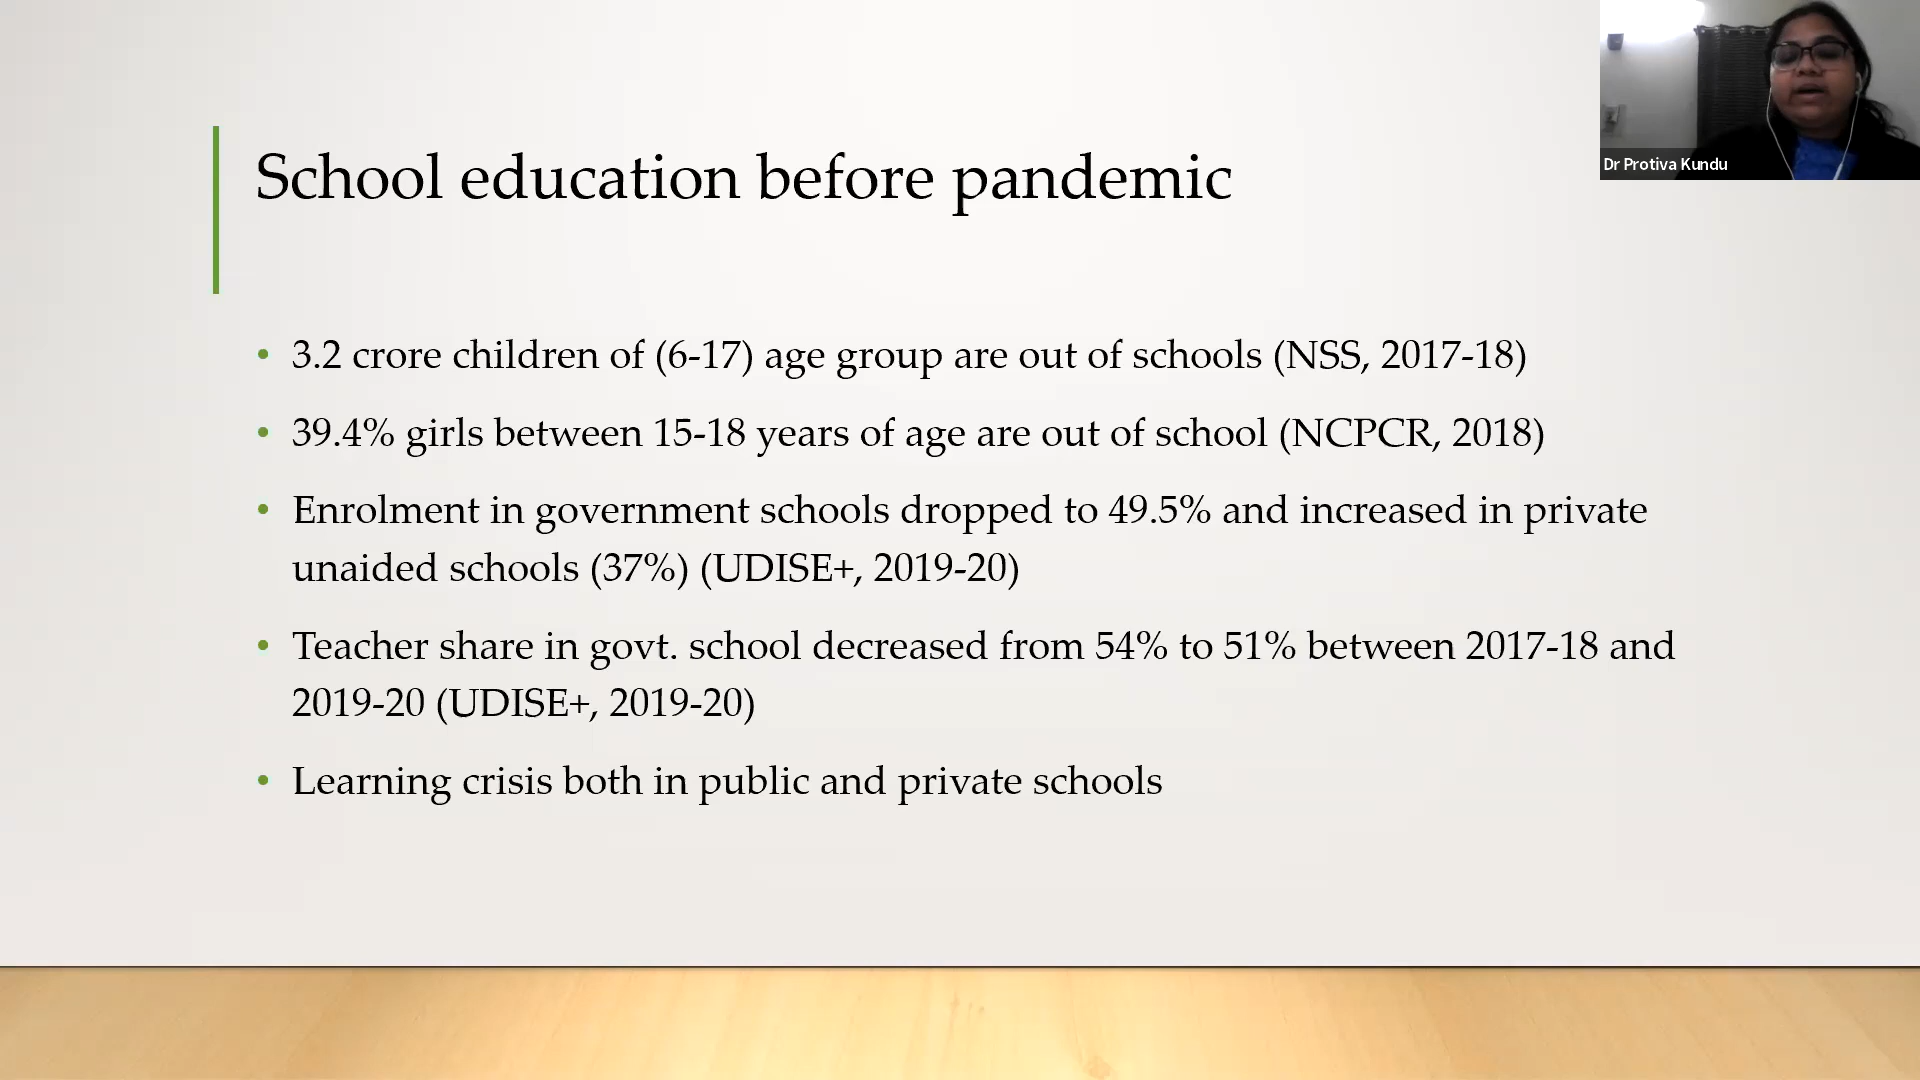 School education before pandemic
Dr Protiva Kundu
• 3.2 crore children of (6-17) age group are out of schools (NSS, 2017-18)
• 39.4% girls between 15-18 years of age are out of school (NCPCR, 2018)
• Enrolment in government schools dropped to 49.5% and increased in private
unaided schools (37%) (UDISE+, 2019-20)
• Teacher share in govt. school decreased from 54% to 51% between 2017-18 and
2019-20 (UDISE+, 2019-20)
• Learning crisis both in public and private schools